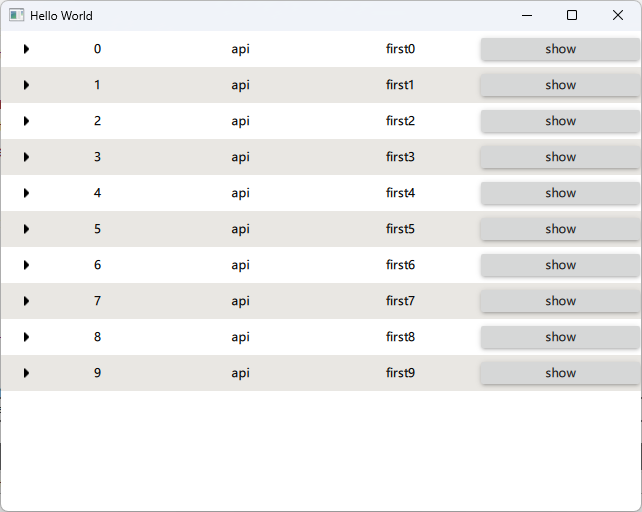 Hello World
0 api first0 show
1 api first1 show
2 api first2 show
3 api first3 show
4 api first4 show
5 api first5 show
6 api first6 show
7 api first7 show
8 api first8 show
9 api first9 show